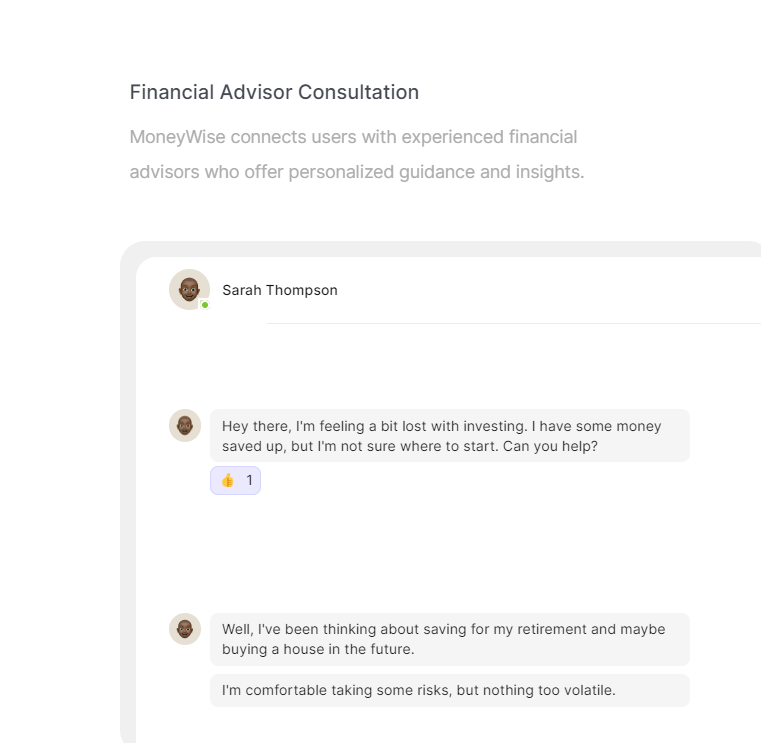 Financial Advisor Consultation
MoneyWise connects users with experienced financial
advisors who offer personalized guidance and insights.
Sarah Thompson
Hey there, I'm feeling a bit lost with investing. I have some money
saved up, but I'm not sure where to start. Can you help?
👍 1
Well, I've been thinking about saving for my retirement and maybe
buying a house in the future.
I'm comfortable taking some risks, but nothing too volatile.